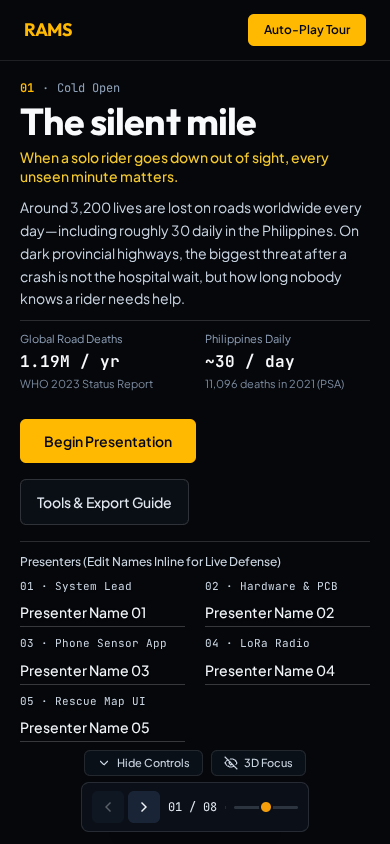 RAMS
Auto-Play Tour
01 · Cold Open
The silent mile
When a solo rider goes down out of sight, every
unseen minute matters.
Around 3,200 lives are lost on roads worldwide every
day—including roughly 30 daily in the Philippines. On
dark provincial highways, the biggest threat after a
crash is not the hospital wait, but how long nobody
knows a rider needs help.
Global Road Deaths
1.19M / yr
WHO 2023 Status Report
Philippines Daily
~30 / day
11,096 deaths in 2021 (PSA)
Begin Presentation
Tools & Export Guide
Presenters (Edit Names Inline for Live Defense)
01 · System Lead
Presenter Name 01
02 · Hardware & PCB
Presenter Name 02
03 · Phone Sensor App
Presenter Name 03
04 · LoRa Radio
Presenter Name 04
05 · Rescue Map UI
Presenter Name 05
Hide Controls
3D Focus
01 / 08